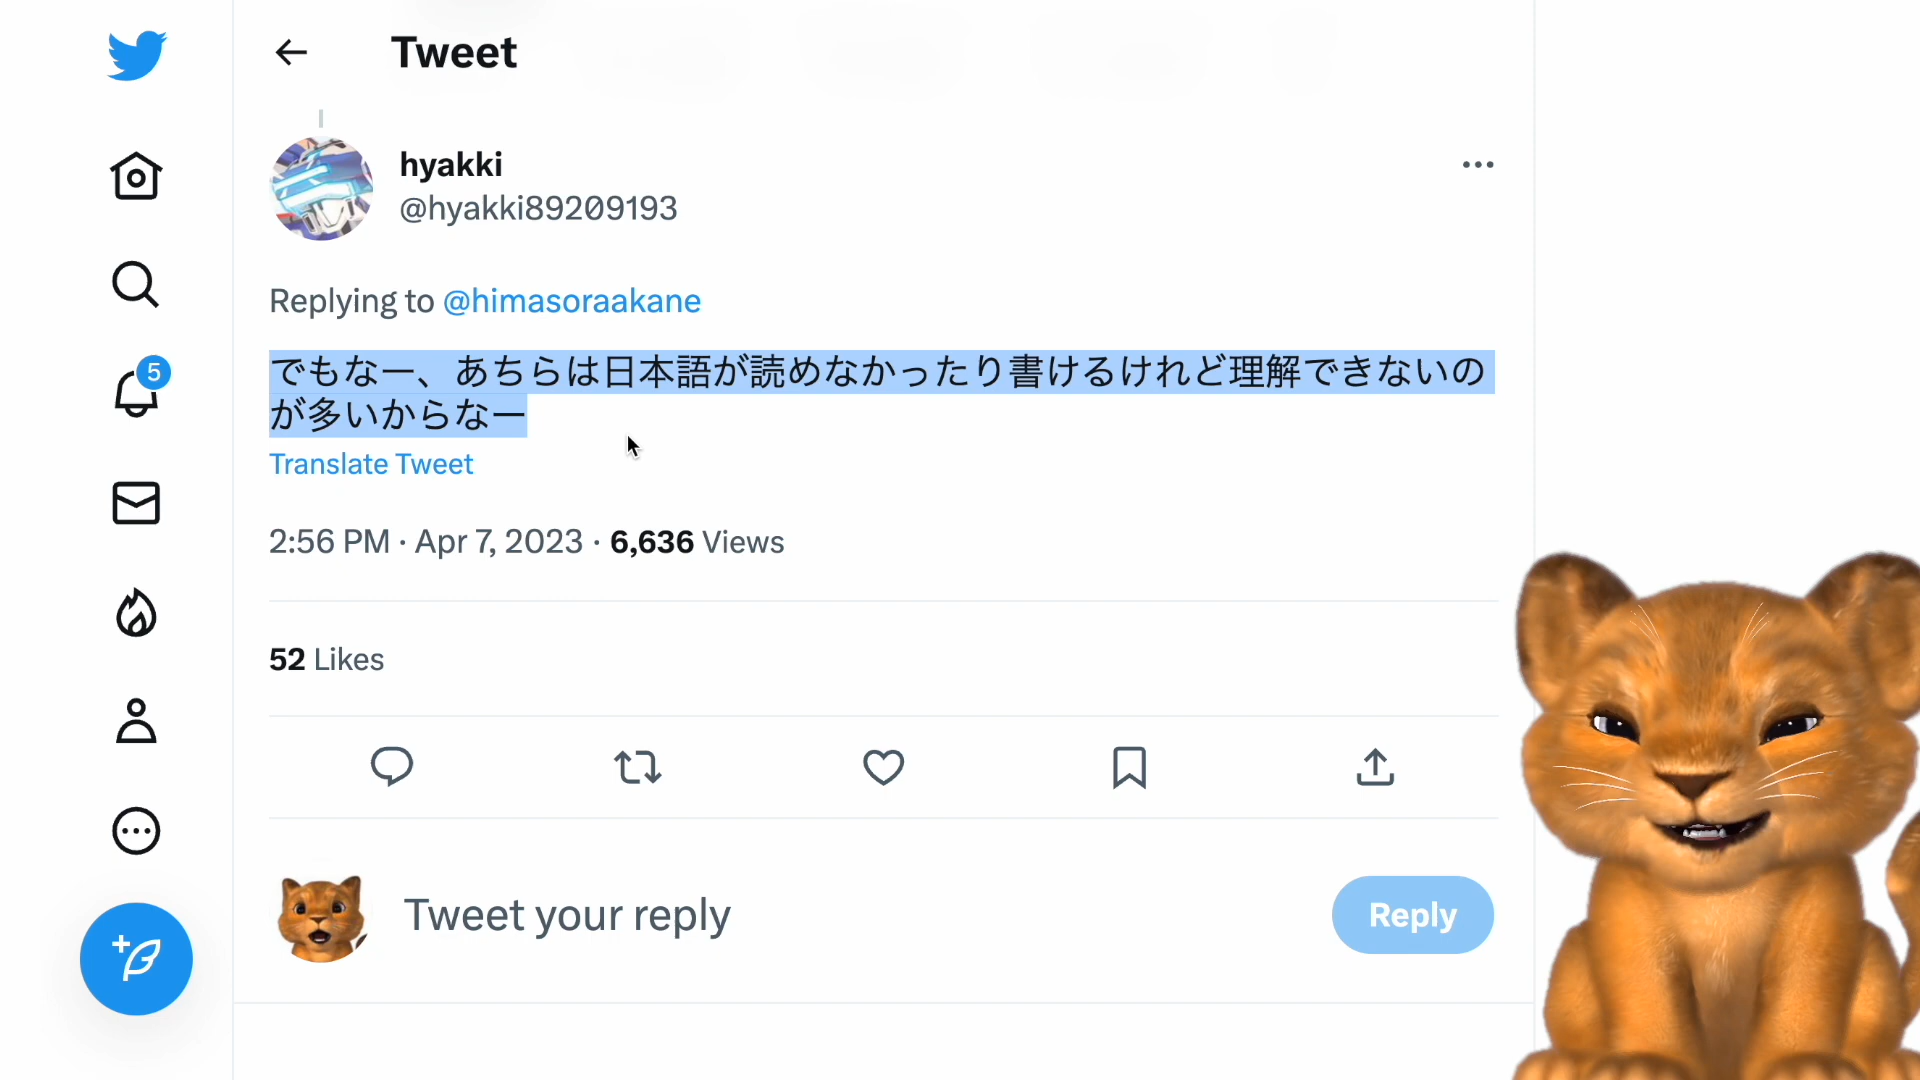 Tweet
5
hyakki
@hyakki89209193
Replying to @himasoraakane
でもなー、あちらは日本語が読めなかったり書けるけれど理解できないの
が多いからなー
Translate Tweet
2:56 PM · Apr 7, 2023 · 6,636 Views
52 Likes
Tweet your reply
Reply